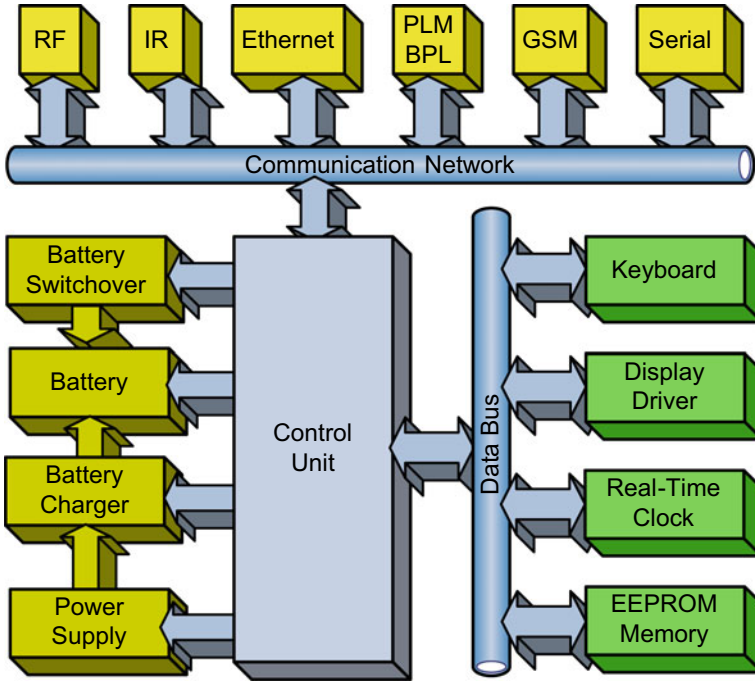 RF
IR
Ethernet
PLM
BPL
GSM
Serial
Communication Network
Battery
Switchover
Battery
Battery
Charger
Power
Supply
Control
Unit
Data Bus
Keyboard
Display
Driver
Real-Time
Clock
EEPROM
Memory